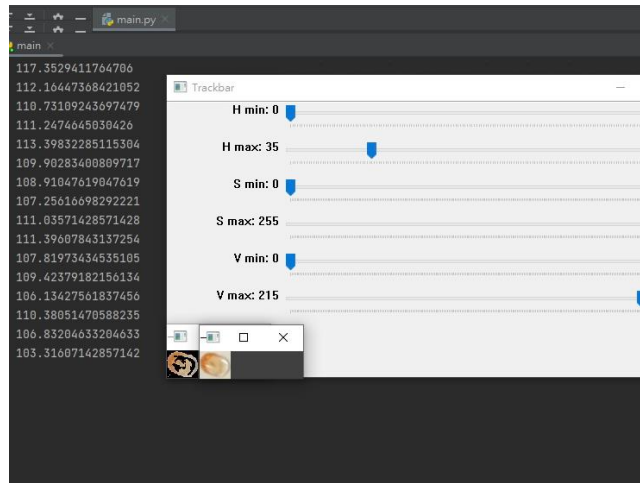 main.py
main
117.3529411764706
112.16447368421052
110.73109243697479
111.2474645030426
113.39832285115304
109.90283400809717
108.91047619047619
107.25616698292221
111.03571428571428
111.39607843137254
107.81973434535105
109.42379182156134
106.13427561837456
110.38051470588235
106.83204633204633
103.31607142857142
Trackbar
H min: 0
H max: 35
S min: 0
S max: 255
V min: 0
V max: 215